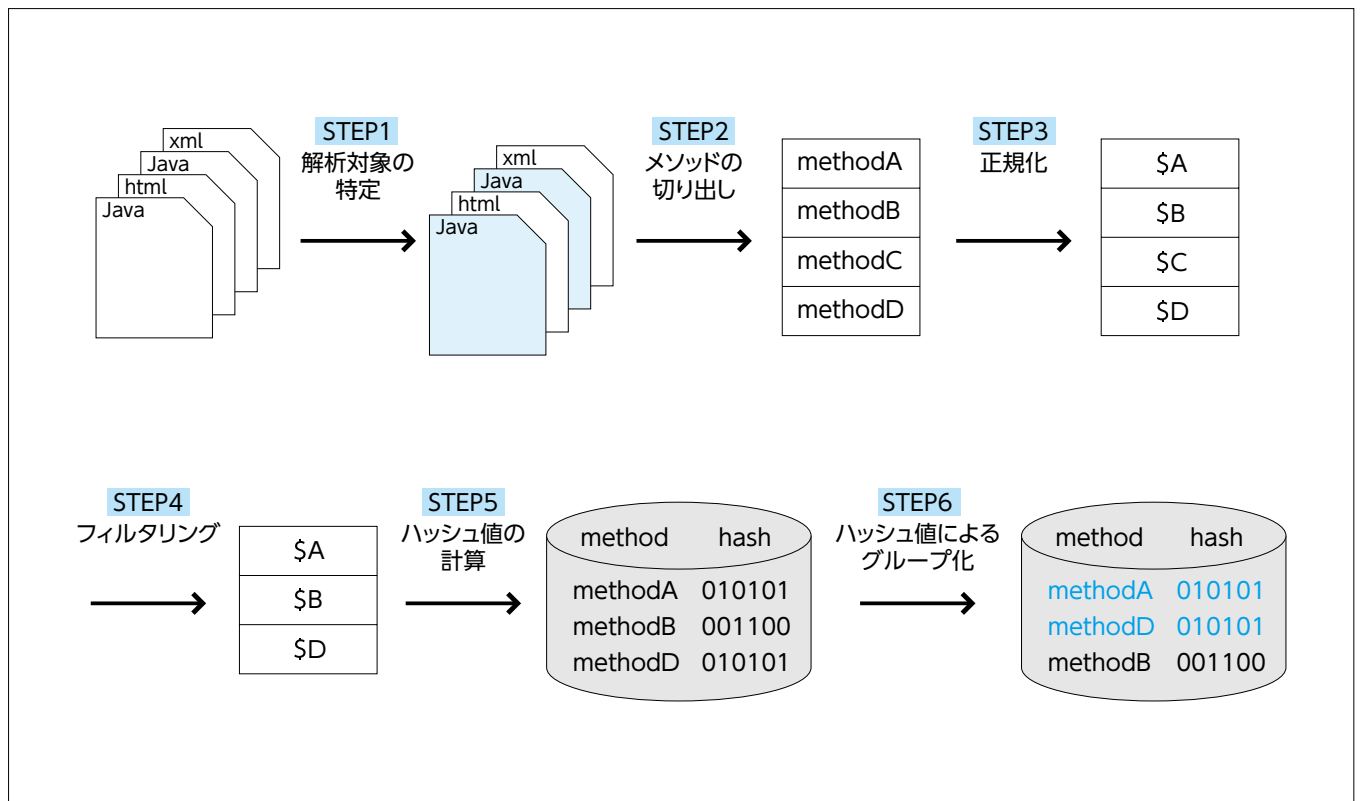 xml
Java
html
Java
STEP1
解析対象の
特定
xml
Java
html
Java
STEP2
メソッドの
切り出し
methodA
methodB
methodC
methodD
STEP3
正規化
$A
$B
$C
$D
STEP4
フィルタリング
$A
$B
$D
STEP5
ハッシュ値の
計算
method hash
methodA 010101
methodB 001100
methodD 010101
STEP6
ハッシュ値による
グループ化
method hash
methodA 010101
methodD 010101
methodB 001100